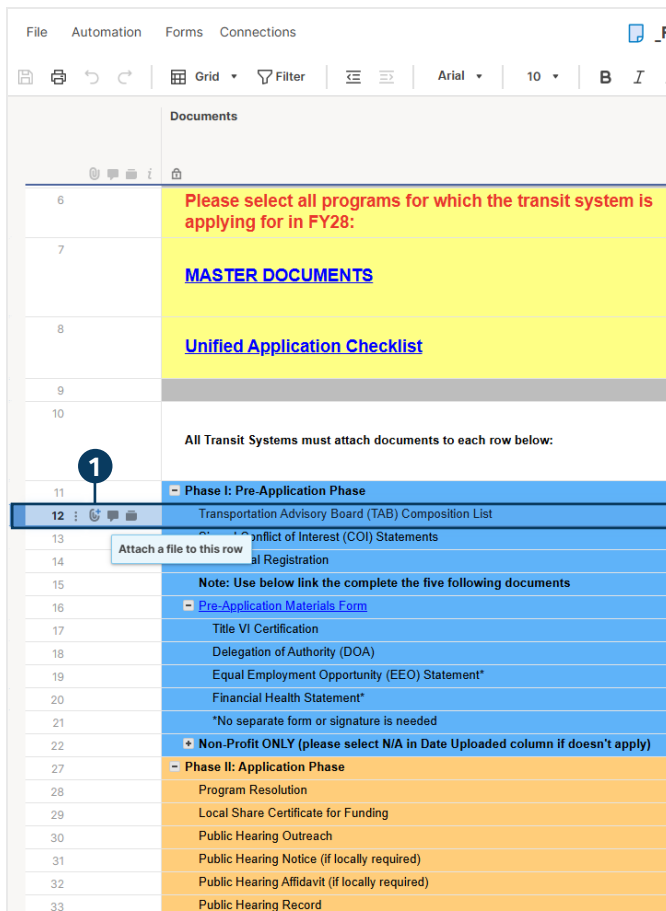 File Automation Forms Connections
Grid Filter Arial 10 B I
Documents
6 Please select all programs for which the transit system is
applying for in FY28:
7
MASTER DOCUMENTS
8
Unified Application Checklist
9
10
All Transit Systems must attach documents to each row below:
1
11 Phase I: Pre-Application Phase
12 Transportation Advisory Board (TAB) Composition List
13 Conflict of Interest (COI) Statements
Attach a file to this row
14 Registration
15 Note: Use below link the complete the five following documents
16 Pre-Application Materials Form
17 Title VI Certification
18 Delegation of Authority (DOA)
19 Equal Employment Opportunity (EEO) Statement*
20 Financial Health Statement*
21 *No separate form or signature is needed
22 Non-Profit ONLY (please select N/A in Date Uploaded column if doesn't apply)
27 Phase II: Application Phase
28 Program Resolution
29 Local Share Certificate for Funding
30 Public Hearing Outreach
31 Public Hearing Notice (if locally required)
32 Public Hearing Affidavit (if locally required)
33 Public Hearing Record